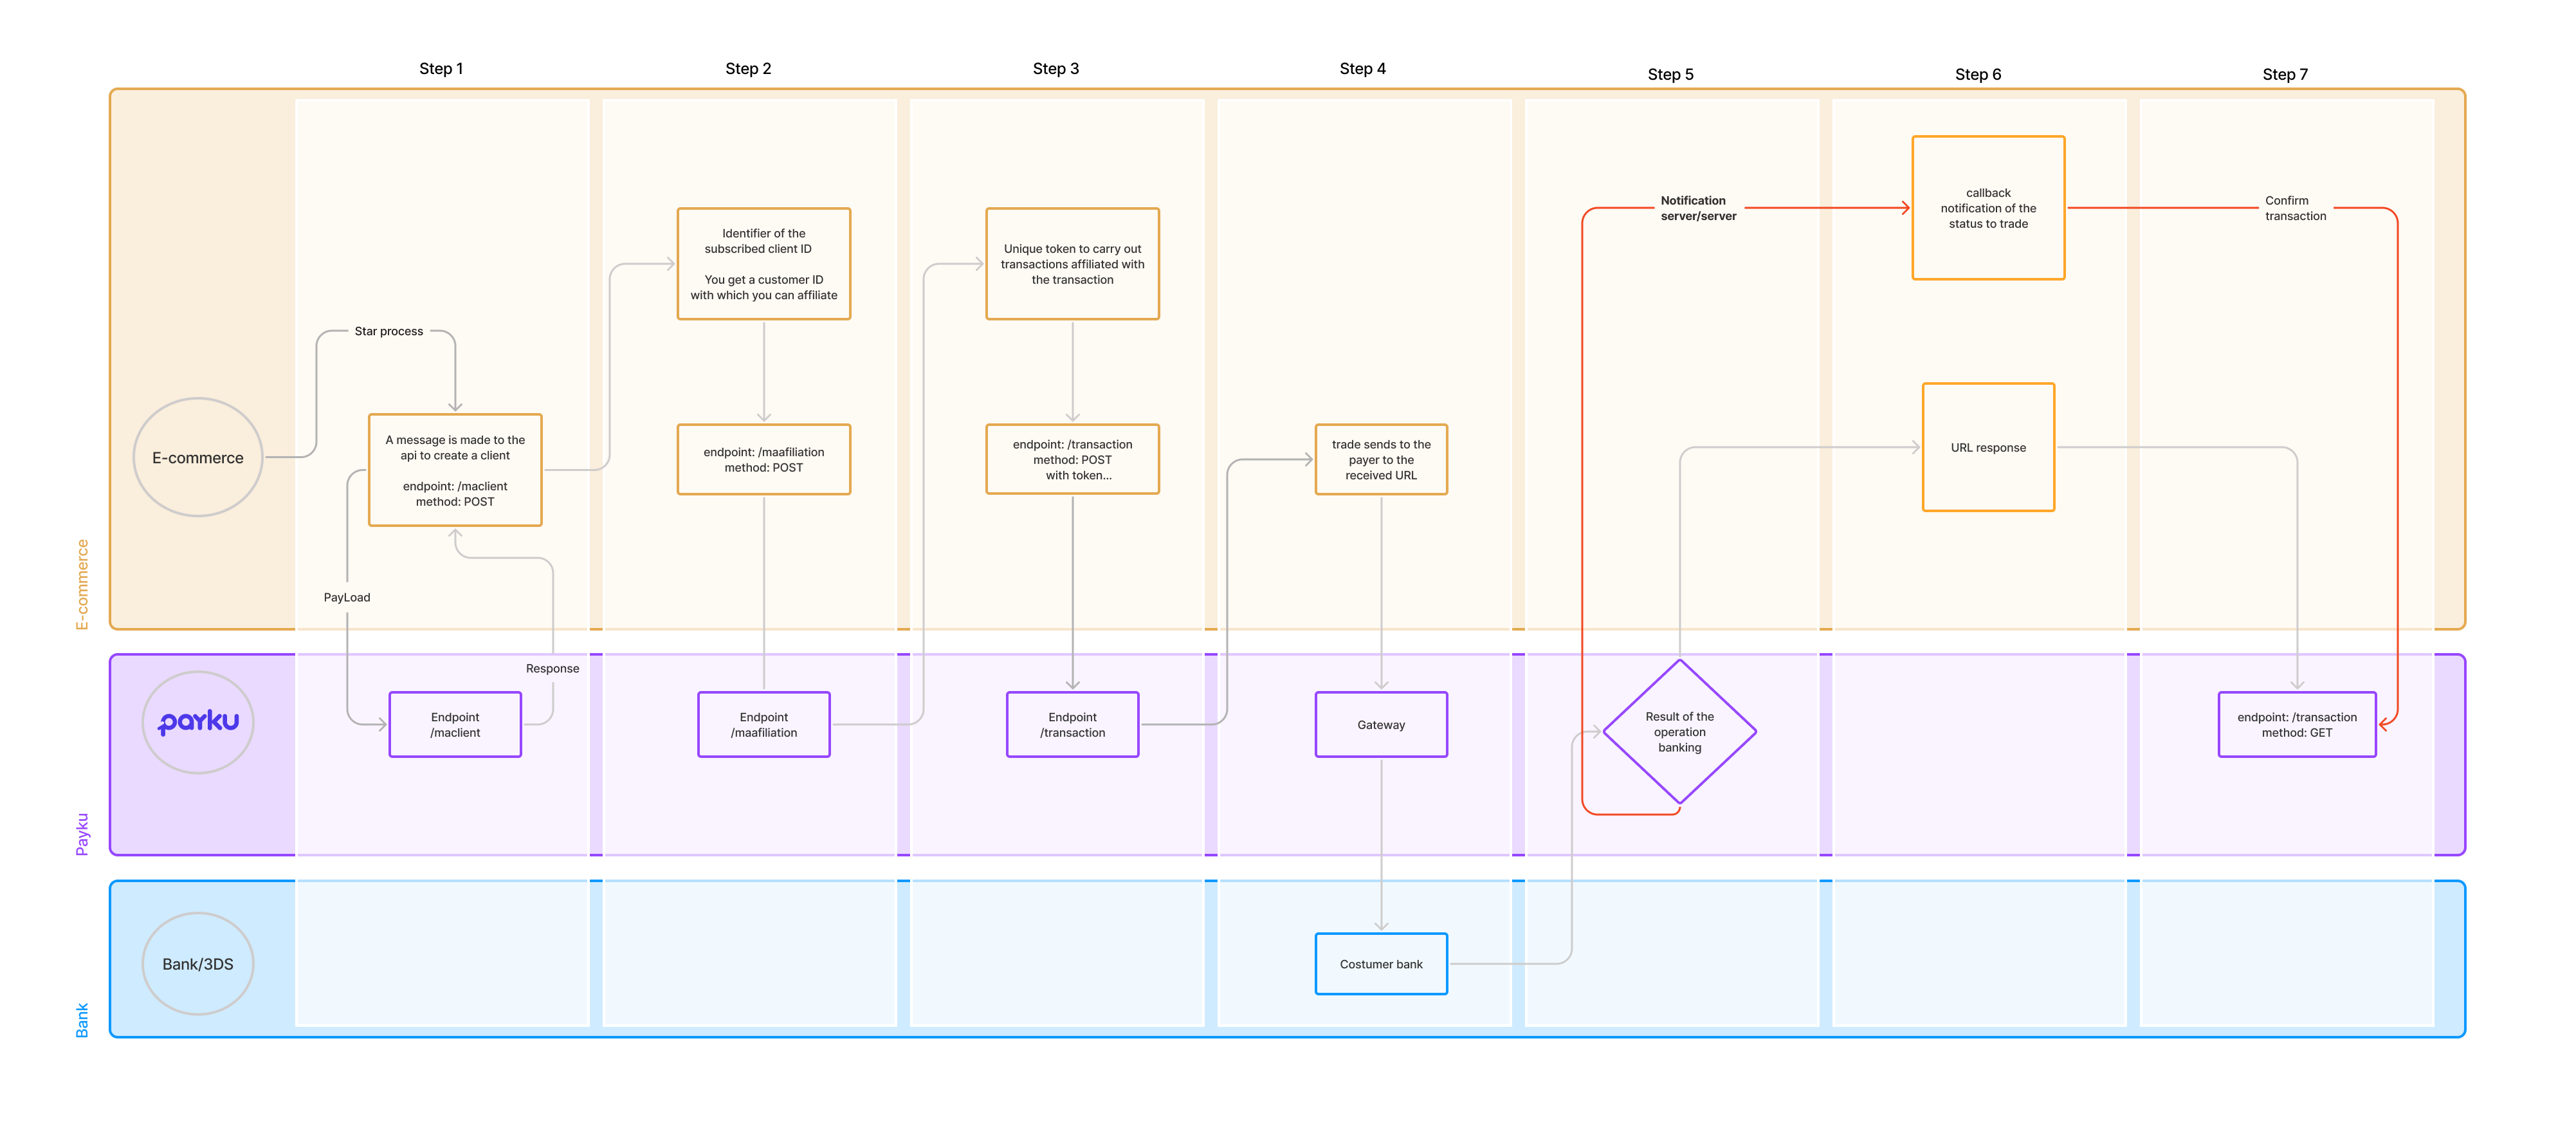 Step 1
Step 2
Step 3
Step 4
Step 5
Step 6
Step 7
E-commerce
E-commerce
Star process
A message is made to the
api to create a client
endpoint: /maclient
method: POST
PayLoad
Response
Identifier of the
subscribed client ID
You get a customer ID
with which you can affiliate
endpoint: /maafiliation
method: POST
Unique token to carry out
transactions affiliated with
the transaction
endpoint: /transaction
method: POST
with token...
trade sends to the
payer to the
received URL
Notification
server/server
callback
notification of the
status to trade
URL response
Confirm
transaction
Payku
payku
Endpoint
/maclient
Endpoint
/maafiliation
Endpoint
/transaction
Gateway
Result of the
operation
banking
endpoint: /transaction
method: GET
Bank
Bank/3DS
Costumer bank